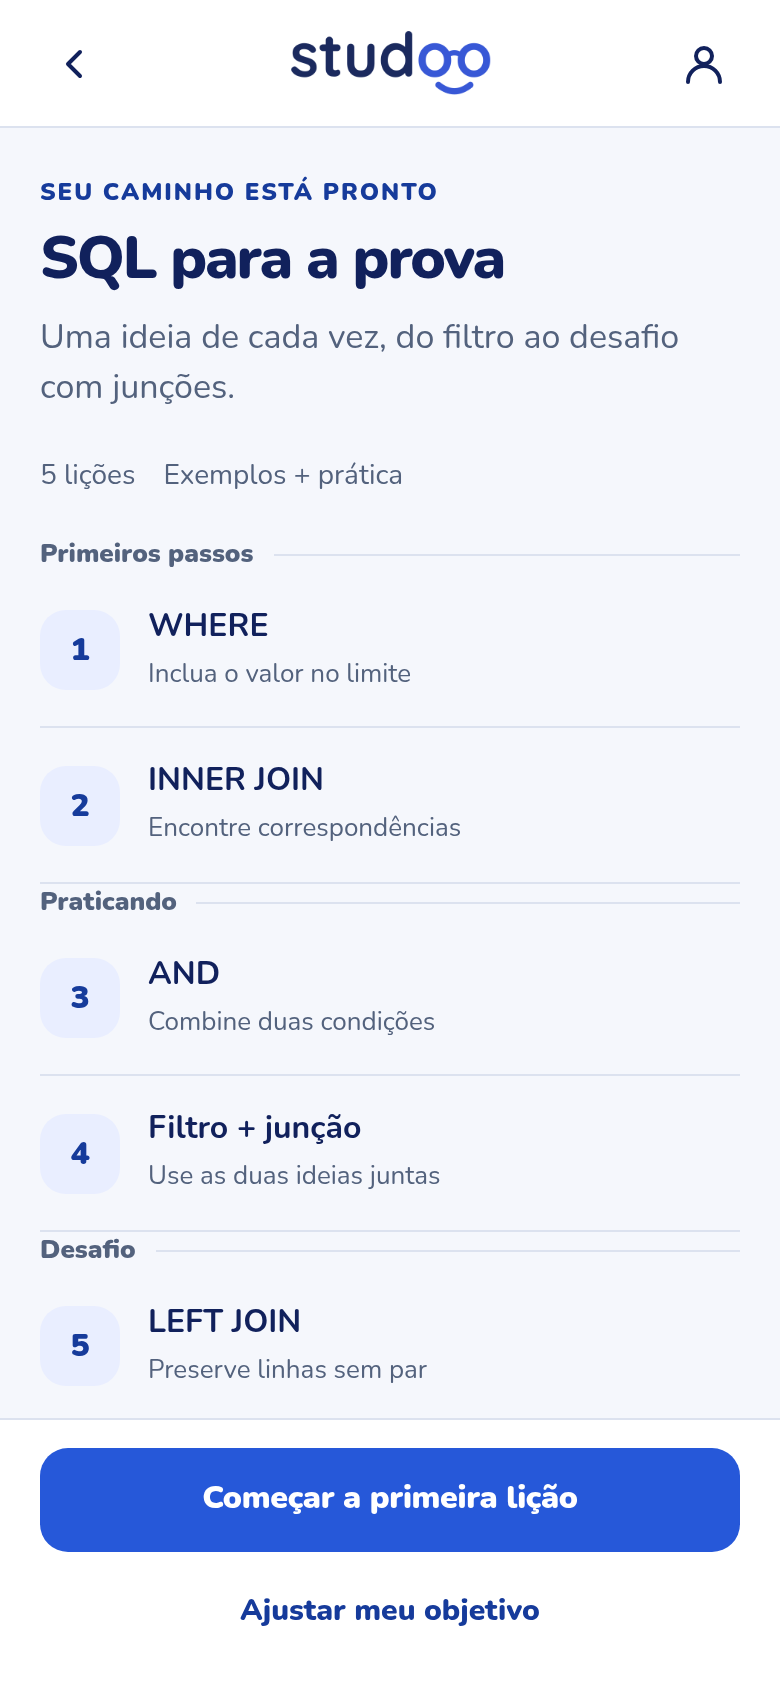 studoo
SEU CAMINHO ESTÁ PRONTO
SQL para a prova
Uma ideia de cada vez, do filtro ao desafio
com junções.
5 lições Exemplos + prática
Primeiros passos
1
WHERE
Inclua o valor no limite
2
INNER JOIN
Encontre correspondências
Praticando
3
AND
Combine duas condições
4
Filtro + junção
Use as duas ideias juntas
Desafio
5
LEFT JOIN
Preserve linhas sem par
Começar a primeira lição
Ajustar meu objetivo